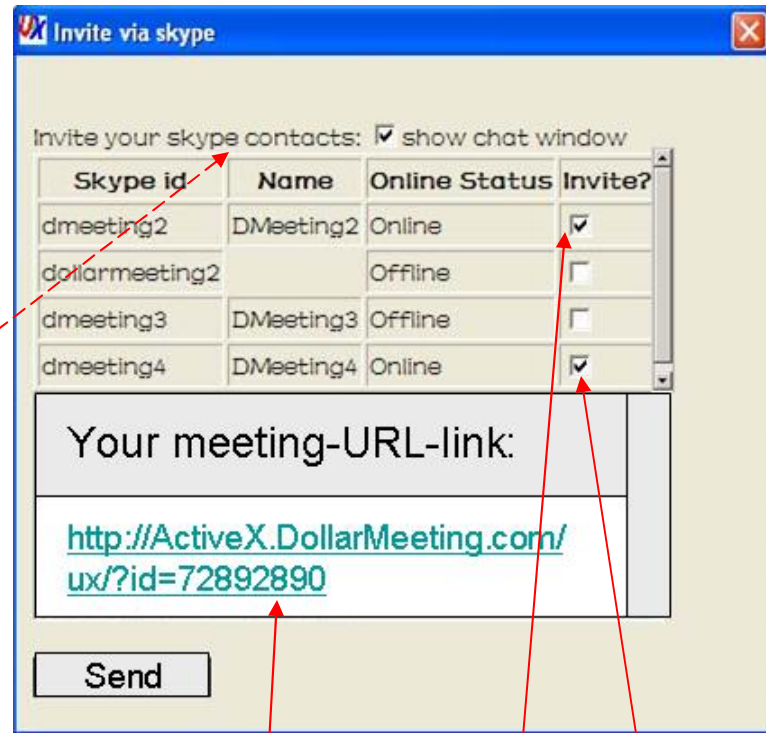 UX Invite via skype
Invite your skype contacts: show chat window
Skype id Name Online Status Invite?
dmeeting2 DMeeting2 Online
dollarmeeting2 Offline
dmeeting3 DMeeting3 Offline
dmeeting4 DMeeting4 Online
Your meeting-URL-link:
http://ActiveX.DollarMeeting.com/
ux/?id=72892890
Send